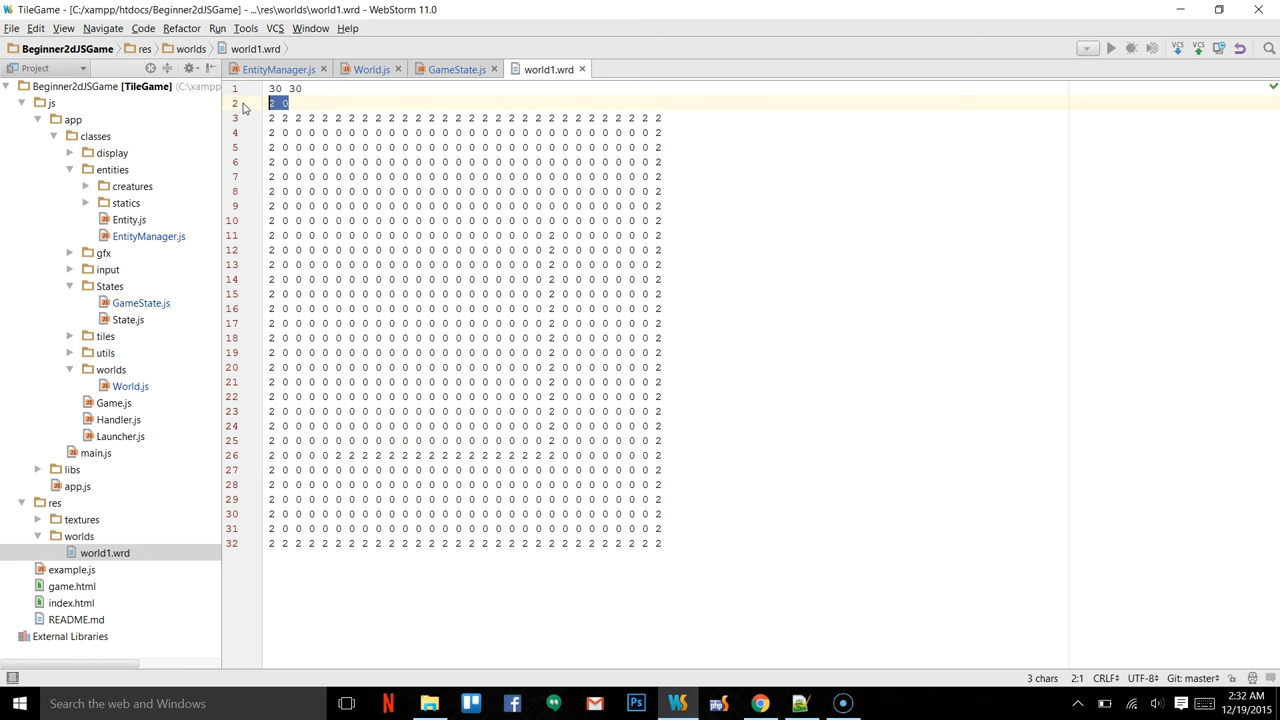 TileGame - [C:/xampp/htdocs/Beginner2dJSGame] - ...\res\worlds\world1.wrd - WebStorm 11.0
File Edit View Navigate Code Refactor Run Tools VCS Window Help
Beginner2dJSGame res worlds world1.wrd VCS VCS
Project EntityManager.js World.js GameState.js world1.wrd
Beginner2dJSGame [TileGame] (C:\xampp
js
app
classes
display
entities
creatures
statics
Entity.js
EntityManager.js
gfx
input
States
GameState.js
State.js
tiles
utils
worlds
World.js
Game.js
Handler.js
Launcher.js
main.js
libs
app.js
res
textures
worlds
world1.wrd
example.js
game.html
index.html
README.md
External Libraries
1 30 30
2 2 0
3 2 2 2 2 2 2 2 2 2 2 2 2 2 2 2 2 2 2 2 2 2 2 2 2 2 2 2 2 2 2
4 2 0 0 0 0 0 0 0 0 0 0 0 0 0 0 0 0 0 0 0 0 0 0 0 0 0 0 0 0 2
5 2 0 0 0 0 0 0 0 0 0 0 0 0 0 0 0 0 0 0 0 0 0 0 0 0 0 0 0 0 2
6 2 0 0 0 0 0 0 0 0 0 0 0 0 0 0 0 0 0 0 0 0 0 0 0 0 0 0 0 0 2
7 2 0 0 0 0 0 0 0 0 0 0 0 0 0 0 0 0 0 0 0 0 0 0 0 0 0 0 0 0 2
8 2 0 0 0 0 0 0 0 0 0 0 0 0 0 0 0 0 0 0 0 0 0 0 0 0 0 0 0 0 2
9 2 0 0 0 0 0 0 0 0 0 0 0 0 0 0 0 0 0 0 0 0 0 0 0 0 0 0 0 0 2
10 2 0 0 0 0 0 0 0 0 0 0 0 0 0 0 0 0 0 0 0 0 0 0 0 0 0 0 0 0 2
11 2 0 0 0 0 0 0 0 0 0 0 0 0 0 0 0 0 0 0 0 0 2 0 0 0 0 0 0 0 2
12 2 0 0 0 0 0 0 0 0 0 0 0 0 0 0 0 0 0 0 0 0 2 0 0 0 0 0 0 0 2
13 2 0 0 0 0 0 0 0 0 0 0 0 0 0 0 0 0 0 0 0 0 2 0 0 0 0 0 0 0 2
14 2 0 0 0 0 0 0 0 0 0 0 0 0 0 0 0 0 0 0 0 0 2 0 0 0 0 0 0 0 2
15 2 0 0 0 0 0 0 0 0 0 0 0 0 0 0 0 0 0 0 0 0 2 0 0 0 0 0 0 0 2
16 2 0 0 0 0 0 0 0 0 0 0 0 0 0 0 0 0 0 0 0 0 2 0 0 0 0 0 0 0 2
17 2 0 0 0 0 0 0 0 0 0 0 0 0 0 0 0 0 0 0 0 0 2 0 0 0 0 0 0 0 2
18 2 0 0 0 0 0 0 0 0 0 0 0 0 0 0 0 0 0 0 0 0 2 0 0 0 0 0 0 0 2
19 2 0 0 0 0 0 0 0 0 0 0 0 0 0 0 0 0 0 0 0 0 2 0 0 0 0 0 0 0 2
20 2 0 0 0 0 0 0 0 0 0 0 0 0 0 0 0 0 0 0 0 0 2 0 0 0 0 0 0 0 2
21 2 0 0 0 0 0 0 0 0 0 0 0 0 0 0 0 0 0 0 0 0 2 0 0 0 0 0 0 0 2
22 2 0 0 0 0 0 0 0 0 0 0 0 0 0 0 0 0 0 0 0 0 2 0 0 0 0 0 0 0 2
23 2 0 0 0 0 0 0 0 0 0 0 0 0 0 0 0 0 0 0 0 0 2 0 0 0 0 0 0 0 2
24 2 0 0 0 0 0 0 0 0 0 0 0 0 0 0 0 0 0 0 0 0 2 0 0 0 0 0 0 0 2
25 2 0 0 0 0 0 0 0 0 0 0 0 0 0 0 0 0 0 0 0 0 2 0 0 0 0 0 0 0 2
26 2 0 0 0 0 2 2 2 2 2 2 2 2 2 2 2 2 2 2 2 2 2 0 0 0 0 0 0 0 2
27 2 0 0 0 0 0 0 0 0 0 0 0 0 0 0 0 0 0 0 0 0 0 0 0 0 0 0 0 0 2
28 2 0 0 0 0 0 0 0 0 0 0 0 0 0 0 0 0 0 0 0 0 0 0 0 0 0 0 0 0 2
29 2 0 0 0 0 0 0 0 0 0 0 0 0 0 0 0 0 0 0 0 0 0 0 0 0 0 0 0 0 2
30 2 0 0 0 0 0 0 0 0 0 0 0 0 0 0 0 0 0 0 0 0 0 0 0 0 0 0 0 0 2
31 2 0 0 0 0 0 0 0 0 0 0 0 0 0 0 0 0 0 0 0 0 0 0 0 0 0 0 0 0 2
32 2 2 2 2 2 2 2 2 2 2 2 2 2 2 2 2 2 2 2 2 2 2 2 2 2 2 2 2 2 2
3 chars 2:1 CRLF UTF-8 Git: master
Search the web and Windows
2:32 AM
12/19/2015